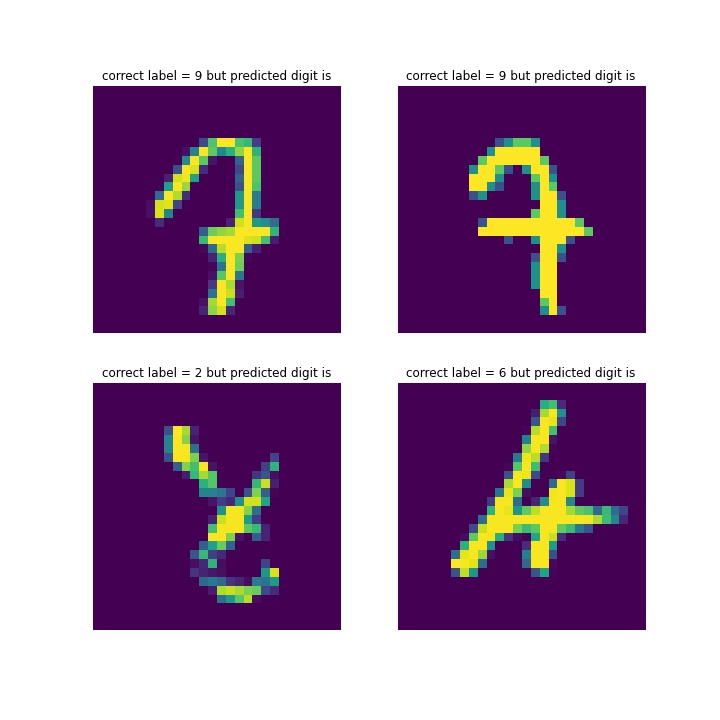 correct label = 9 but predicted digit is
correct label = 9 but predicted digit is
correct label = 2 but predicted digit is
correct label = 6 but predicted digit is